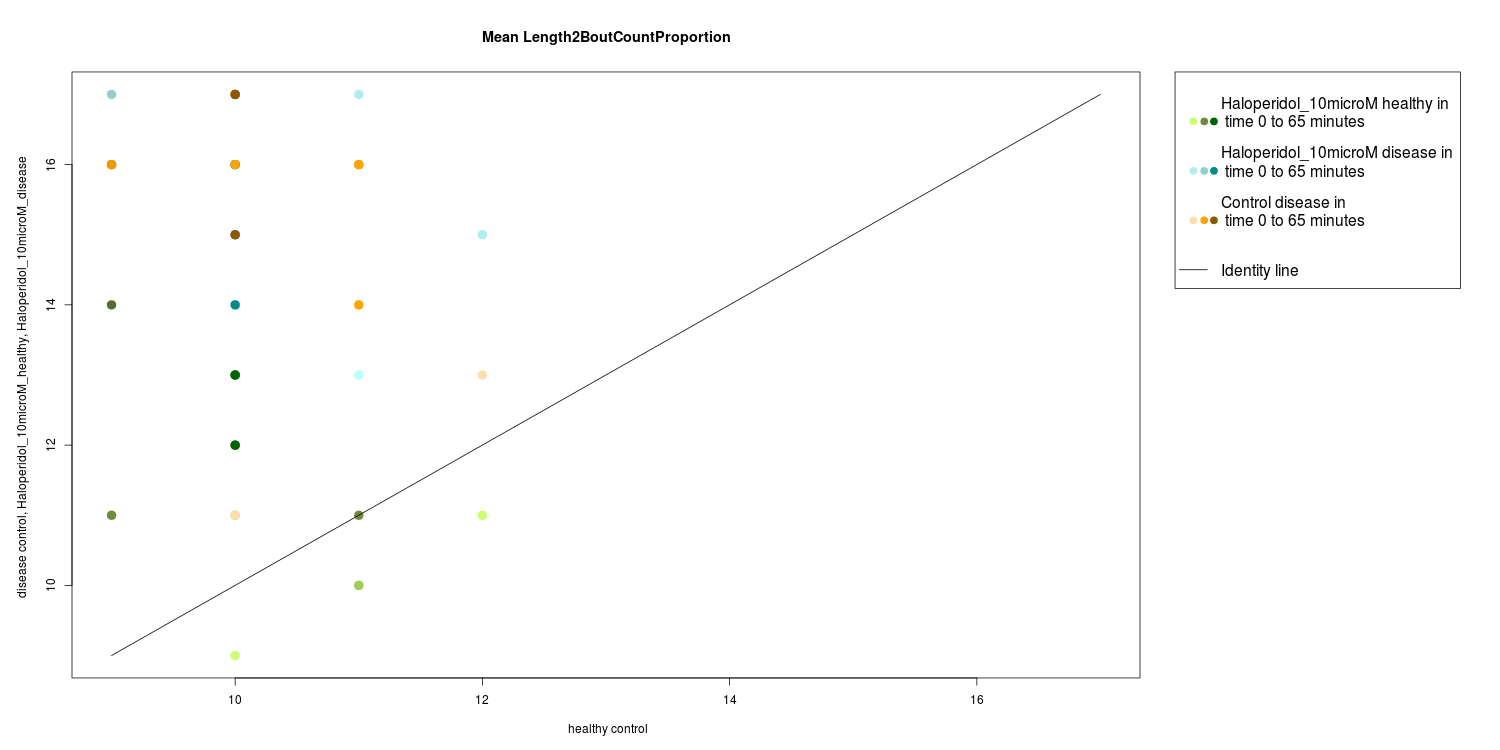 Mean Length2BoutCountProportion
Haloperidol_10microM healthy in
time 0 to 65 minutes
Haloperidol_10microM disease in
time 0 to 65 minutes
Control disease in
time 0 to 65 minutes
Identity line
disease control, Haloperidol_10microM_healthy, Haloperidol_10microM_disease
16
14
12
10
10
12
14
16
healthy control